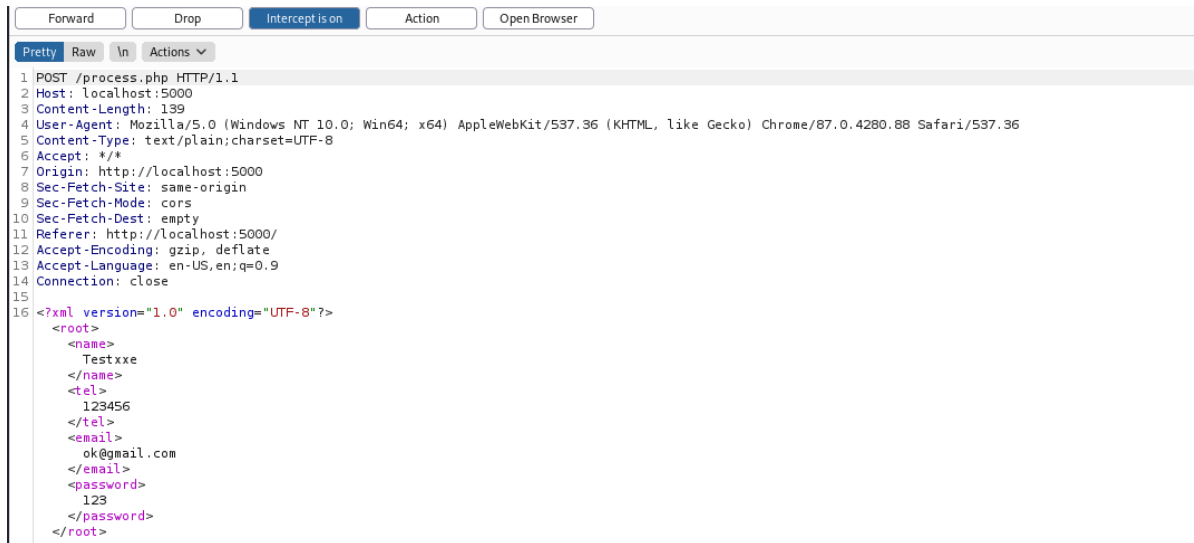 Forward Drop Intercept is on Action Open Browser
Pretty Raw \n Actions
1 POST /process.php HTTP/1.1
2 Host: localhost:5000
3 Content-Length: 139
4 User-Agent: Mozilla/5.0 (Windows NT 10.0; Win64; x64) AppleWebKit/537.36 (KHTML, like Gecko) Chrome/87.0.4280.88 Safari/537.36
5 Content-Type: text/plain;charset=UTF-8
6 Accept: */*
7 Origin: http://localhost:5000
8 Sec-Fetch-Site: same-origin
9 Sec-Fetch-Mode: cors
10 Sec-Fetch-Dest: empty
11 Referer: http://localhost:5000/
12 Accept-Encoding: gzip, deflate
13 Accept-Language: en-US,en;q=0.9
14 Connection: close
15
16 <?xml version="1.0" encoding="UTF-8"?>
<root>
<name>
Testxxe
</name>
<tel>
123456
</tel>
<email>
ok@gmail.com
</email>
<password>
123
</password>
</root>